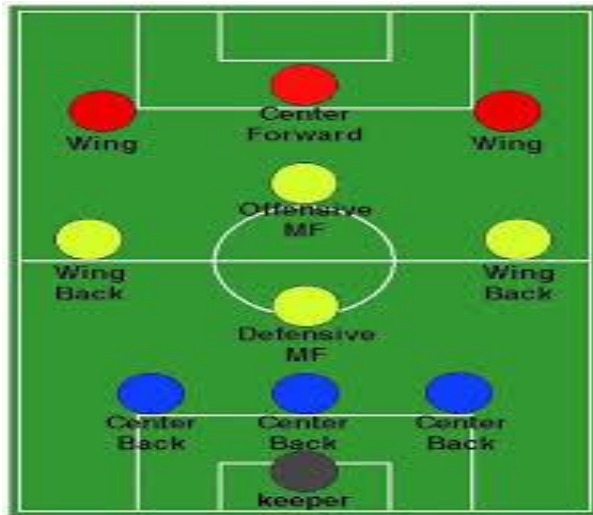 Center
Forward
Wing
Wing
Offensive
MF
Wing
Back
Wing
Back
Defensive
MF
Center
Back
Center
Back
Center
Back
keeper